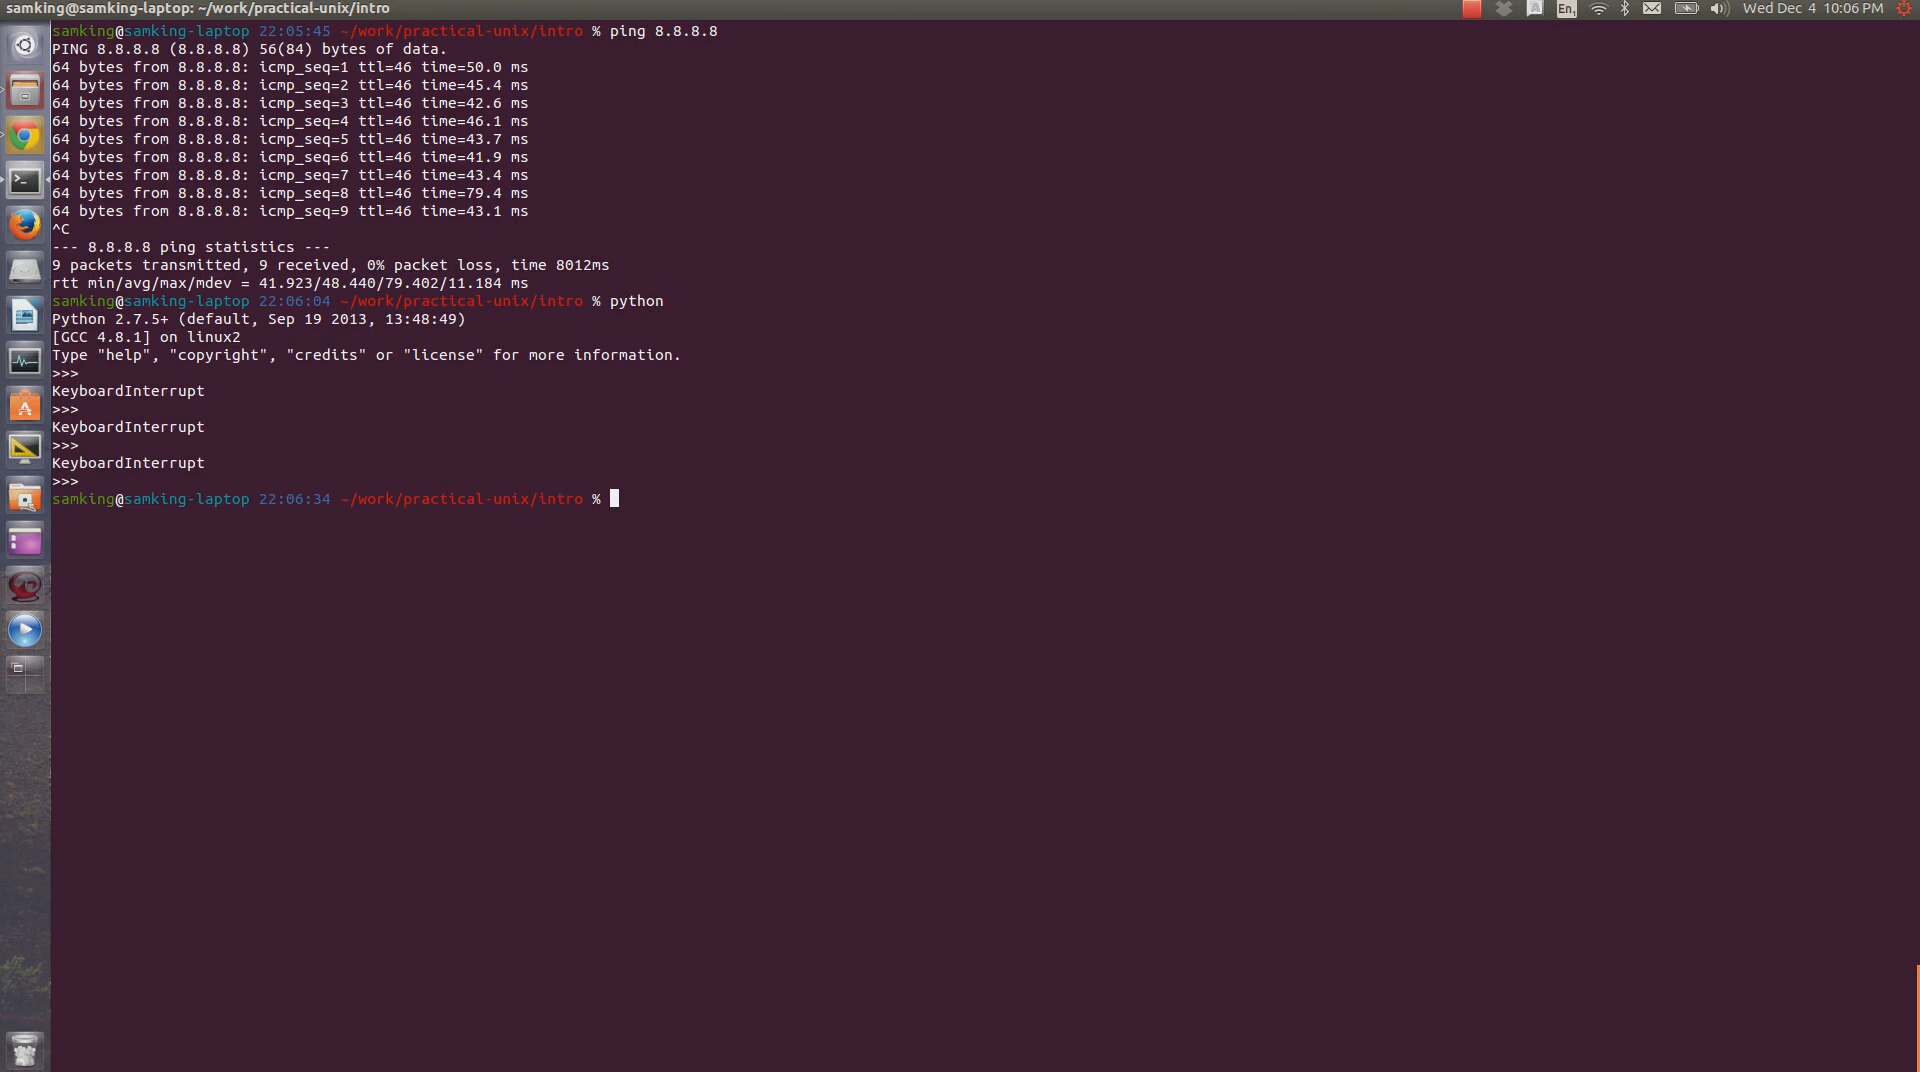 samking@samking-laptop: ~/work/practical-unix/intro
En1
Wed Dec 4 10:06 PM
samking@samking-laptop 22:05:45 ~/work/practical-unix/intro % ping 8.8.8.8
PING 8.8.8.8 (8.8.8.8) 56(84) bytes of data.
64 bytes from 8.8.8.8: icmp_seq=1 ttl=46 time=50.0 ms
64 bytes from 8.8.8.8: icmp_seq=2 ttl=46 time=45.4 ms
64 bytes from 8.8.8.8: icmp_seq=3 ttl=46 time=42.6 ms
64 bytes from 8.8.8.8: icmp_seq=4 ttl=46 time=46.1 ms
64 bytes from 8.8.8.8: icmp_seq=5 ttl=46 time=43.7 ms
64 bytes from 8.8.8.8: icmp_seq=6 ttl=46 time=41.9 ms
64 bytes from 8.8.8.8: icmp_seq=7 ttl=46 time=43.4 ms
64 bytes from 8.8.8.8: icmp_seq=8 ttl=46 time=79.4 ms
64 bytes from 8.8.8.8: icmp_seq=9 ttl=46 time=43.1 ms
^C
--- 8.8.8.8 ping statistics ---
9 packets transmitted, 9 received, 0% packet loss, time 8012ms
rtt min/avg/max/mdev = 41.923/48.440/79.402/11.184 ms
samking@samking-laptop 22:06:04 ~/work/practical-unix/intro % python
Python 2.7.5+ (default, Sep 19 2013, 13:48:49)
[GCC 4.8.1] on linux2
Type "help", "copyright", "credits" or "license" for more information.
>>>
KeyboardInterrupt
>>>
KeyboardInterrupt
>>>
KeyboardInterrupt
>>>
samking@samking-laptop 22:06:34 ~/work/practical-unix/intro %